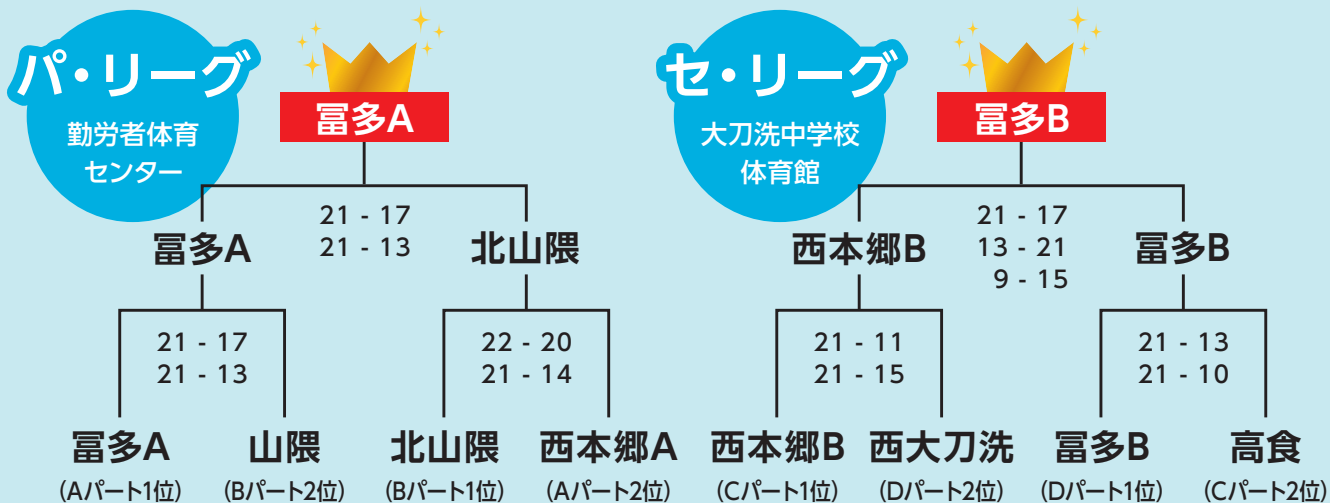 パ・リーグ
勤労者体育
センター
冨多A
21 - 17
21 - 13
冨多A
北山隈
21 - 17
21 - 13
22 - 20
21 - 14
冨多A
(Aパート1位)
山隈
(Bパート2位)
北山隈
(Bパート1位)
西本郷A
(Aパート2位)
セ・リーグ
大刀洗中学校
体育館
冨多B
21 - 17
13 - 21
9 - 15
西本郷B
冨多B
21 - 11
21 - 15
21 - 13
21 - 10
西本郷B
(Cパート1位)
西大刀洗
(Dパート2位)
冨多B
(Dパート1位)
高食
(Cパート2位)